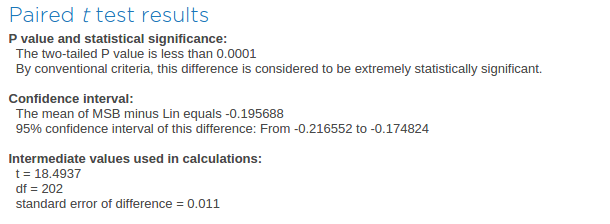 Paired t test results
P value and statistical significance:
The two-tailed P value is less than 0.0001
By conventional criteria, this difference is considered to be extremely statistically significant.
Confidence interval:
The mean of MSB minus Lin equals -0.195688
95% confidence interval of this difference: From -0.216552 to -0.174824
Intermediate values used in calculations:
t = 18.4937
df = 202
standard error of difference = 0.011